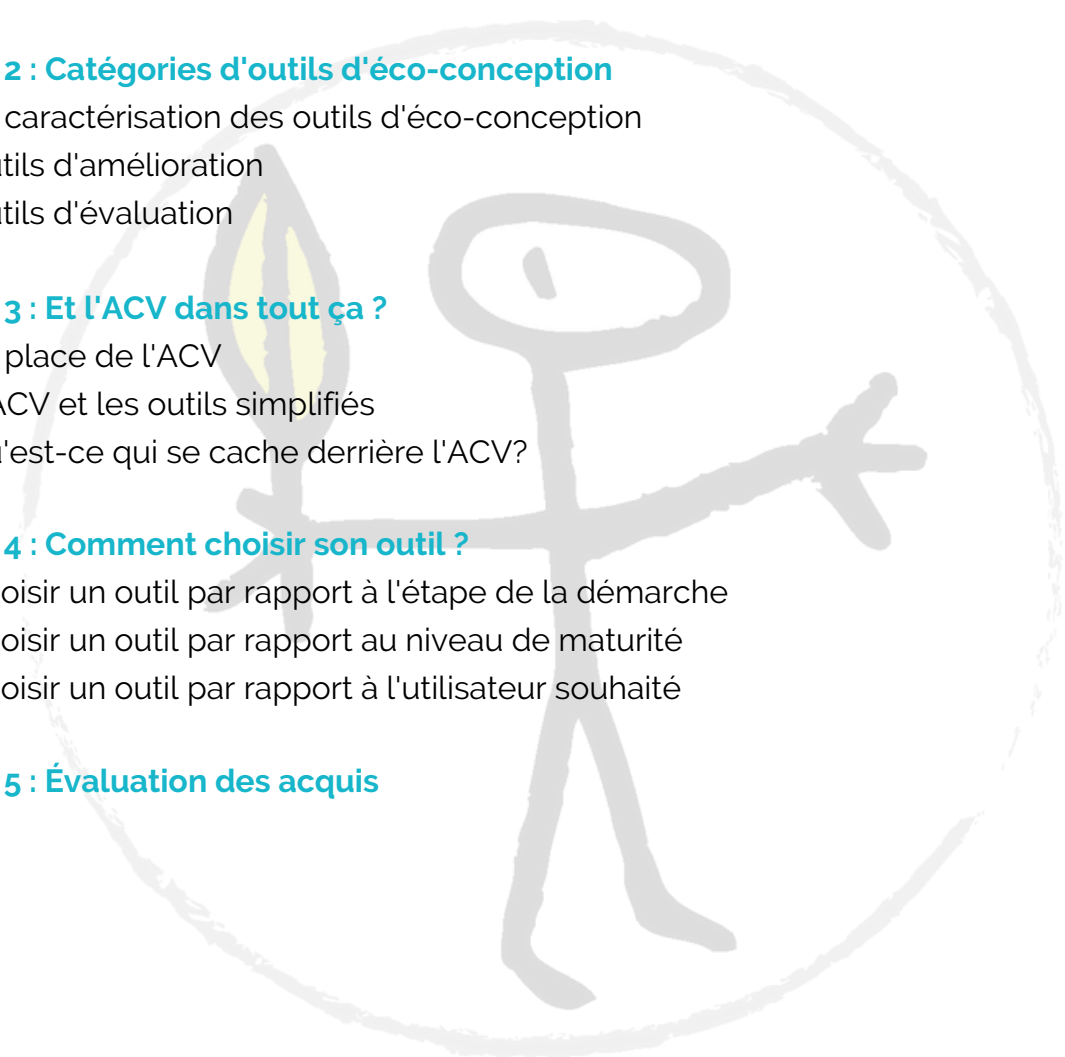 2 : Catégories d'outils d'éco-conception
caractérisation des outils d'éco-conception
tils d'amélioration
tils d'évaluation
3 : Et l'ACV dans tout ça ?
place de l'ACV
ACV et les outils simplifiés
'est-ce qui se cache derrière l'ACV?
4 : Comment choisir son outil ?
oisir un outil par rapport à l'étape de la démarche
oisir un outil par rapport au niveau de maturité
oisir un outil par rapport à l'utilisateur souhaité
5 : Évaluation des acquis